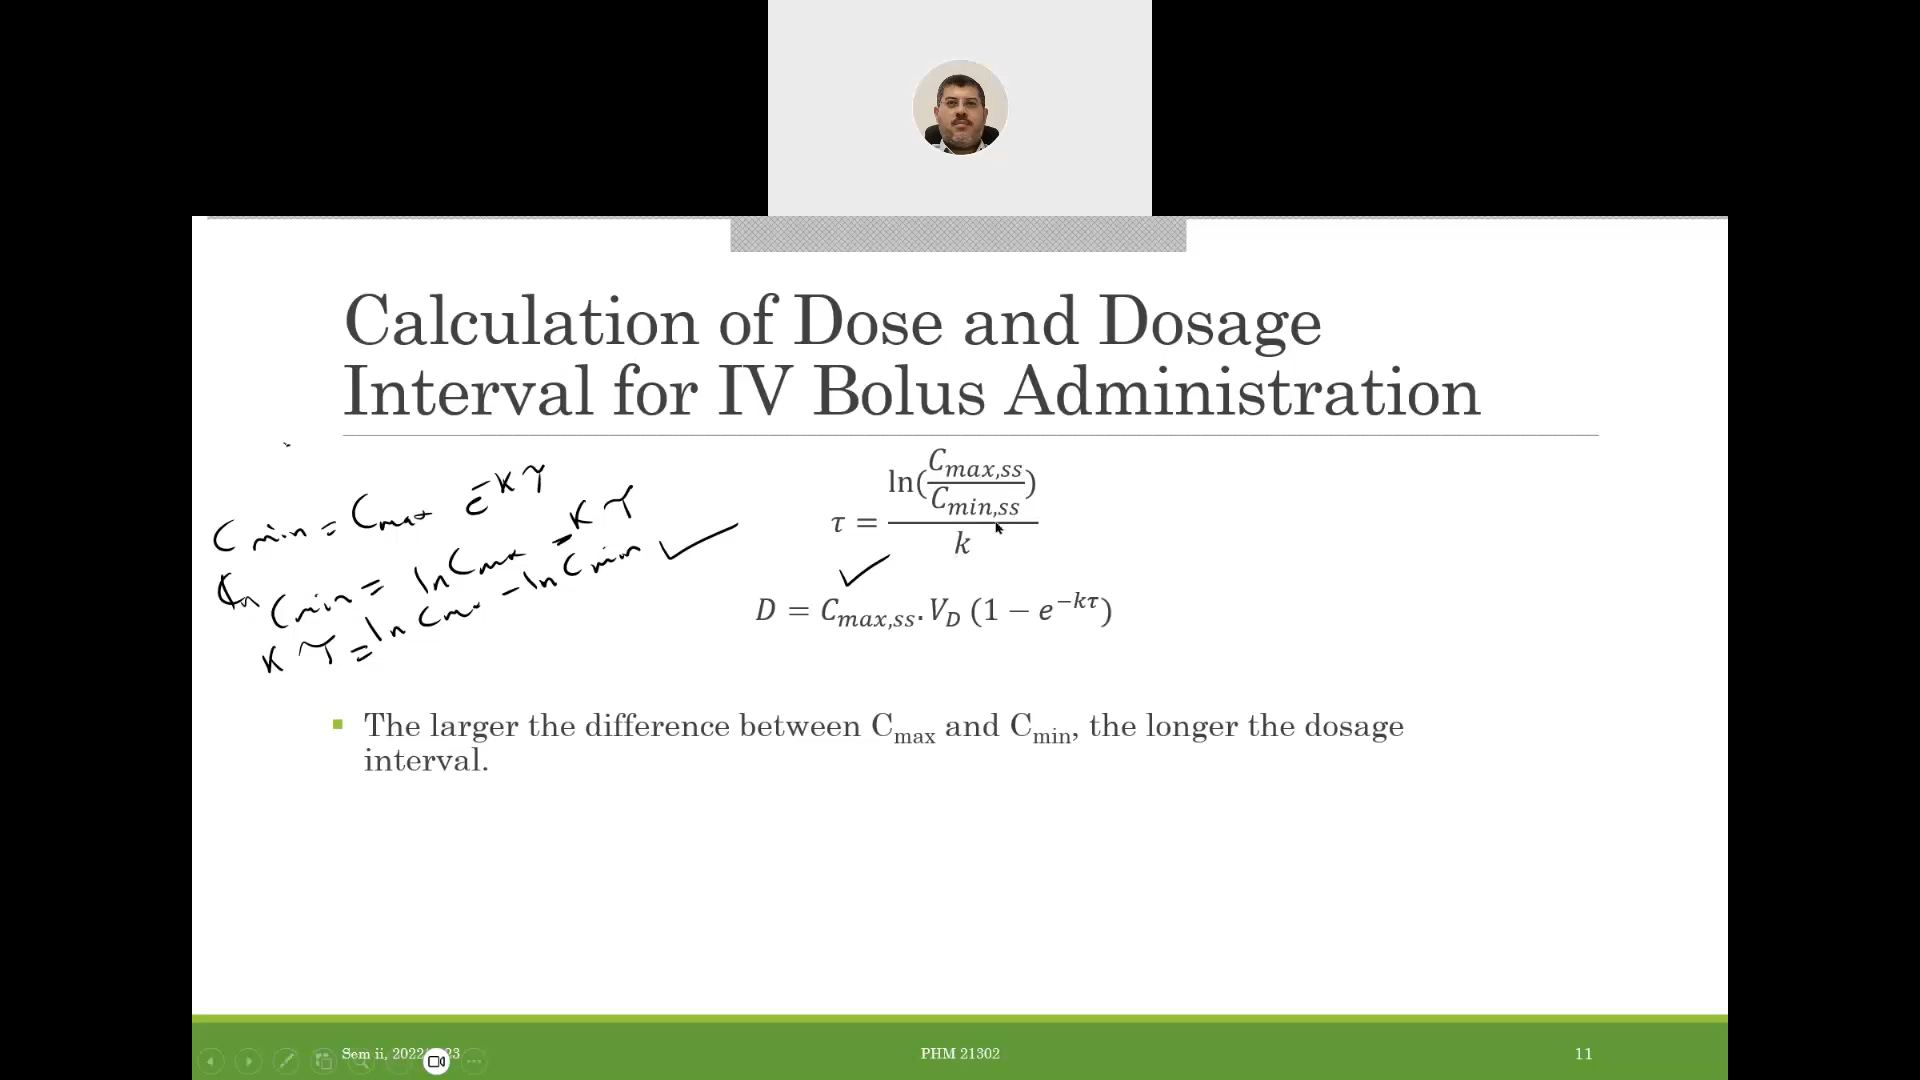 Calculation of Dose and Dosage
Interval for IV Bolus Administration
C min = C max e^-Kτ
ln C min = ln C max - Kτ
Kτ = ln C max - ln C min
τ = ln(C_max,ss / C_min,ss) / k
D = C_max,ss . V_D (1 − e^−kτ)
The larger the difference between C_max and C_min, the longer the dosage
interval.
Sem ii,
PHM 21302
11